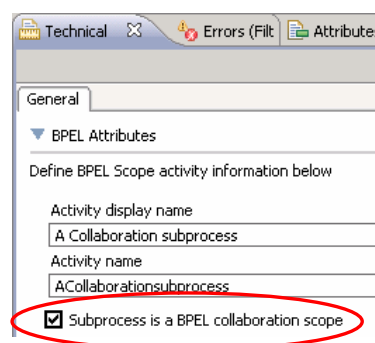 Technical Errors (Filt Attribute
General
BPEL Attributes
Define BPEL Scope activity information below
Activity display name
A Collaboration subprocess
Activity name
ACollaborationsubprocess
Subprocess is a BPEL collaboration scope